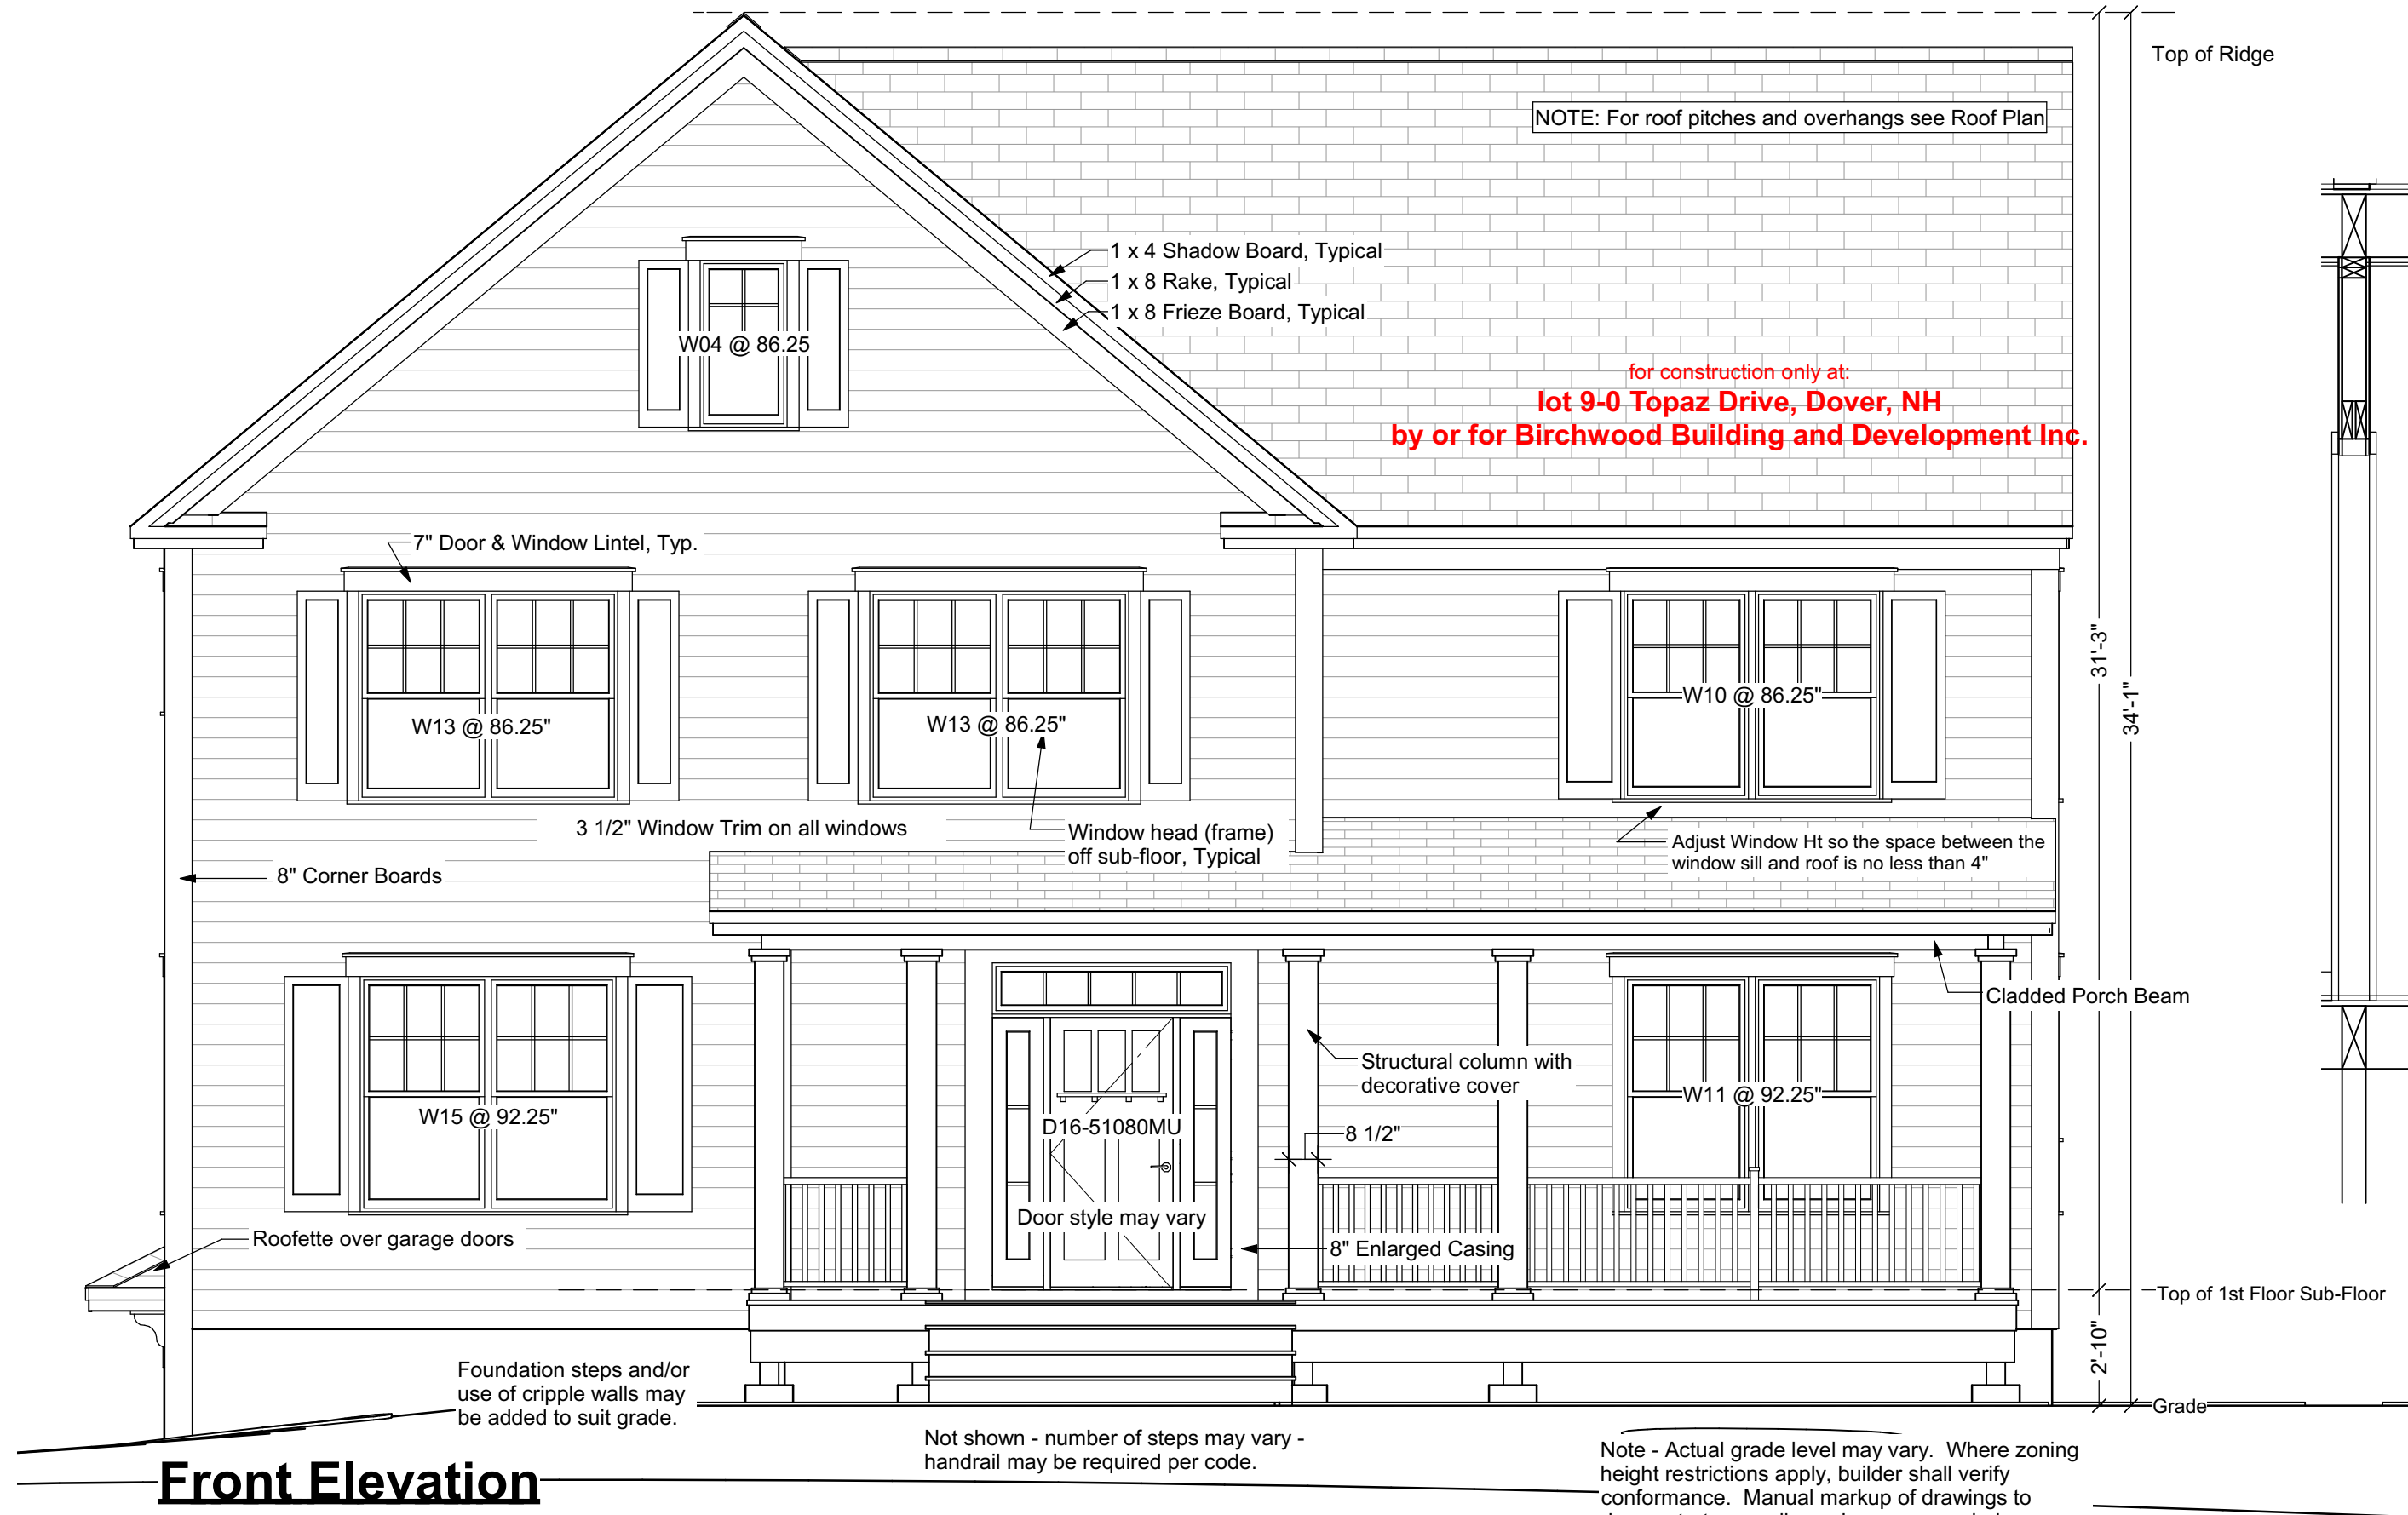 Top of Ridge
NOTE: For roof pitches and overhangs see Roof Plan
1 x 4 Shadow Board, Typical
1 x 8 Rake, Typical
1 x 8 Frieze Board, Typical
W04 @ 86.25
for construction only at:
lot 9-0 Topaz Drive, Dover, NH
by or for Birchwood Building and Development Inc.
7" Door & Window Lintel, Typ.
31'-3"
34'-1"
W13 @ 86.25"
W13 @ 86.25"
W10 @ 86.25"
3 1/2" Window Trim on all windows
Window head (frame)
off sub-floor, Typical
Adjust Window Ht so the space between the
window sill and roof is no less than 4"
8" Corner Boards
Cladded Porch Beam
Structural column with
decorative cover
W15 @ 92.25"
D16-51080MU
8 1/2"
W11 @ 92.25"
Door style may vary
Roofette over garage doors
8" Enlarged Casing
Top of 1st Floor Sub-Floor
2'-10"
Foundation steps and/or
use of cripple walls may
be added to suit grade.
Grade
Not shown - number of steps may vary -
handrail may be required per code.
Note - Actual grade level may vary.  Where zoning
height restrictions apply, builder shall verify
conformance.  Manual markup of drawings to
Front Elevation